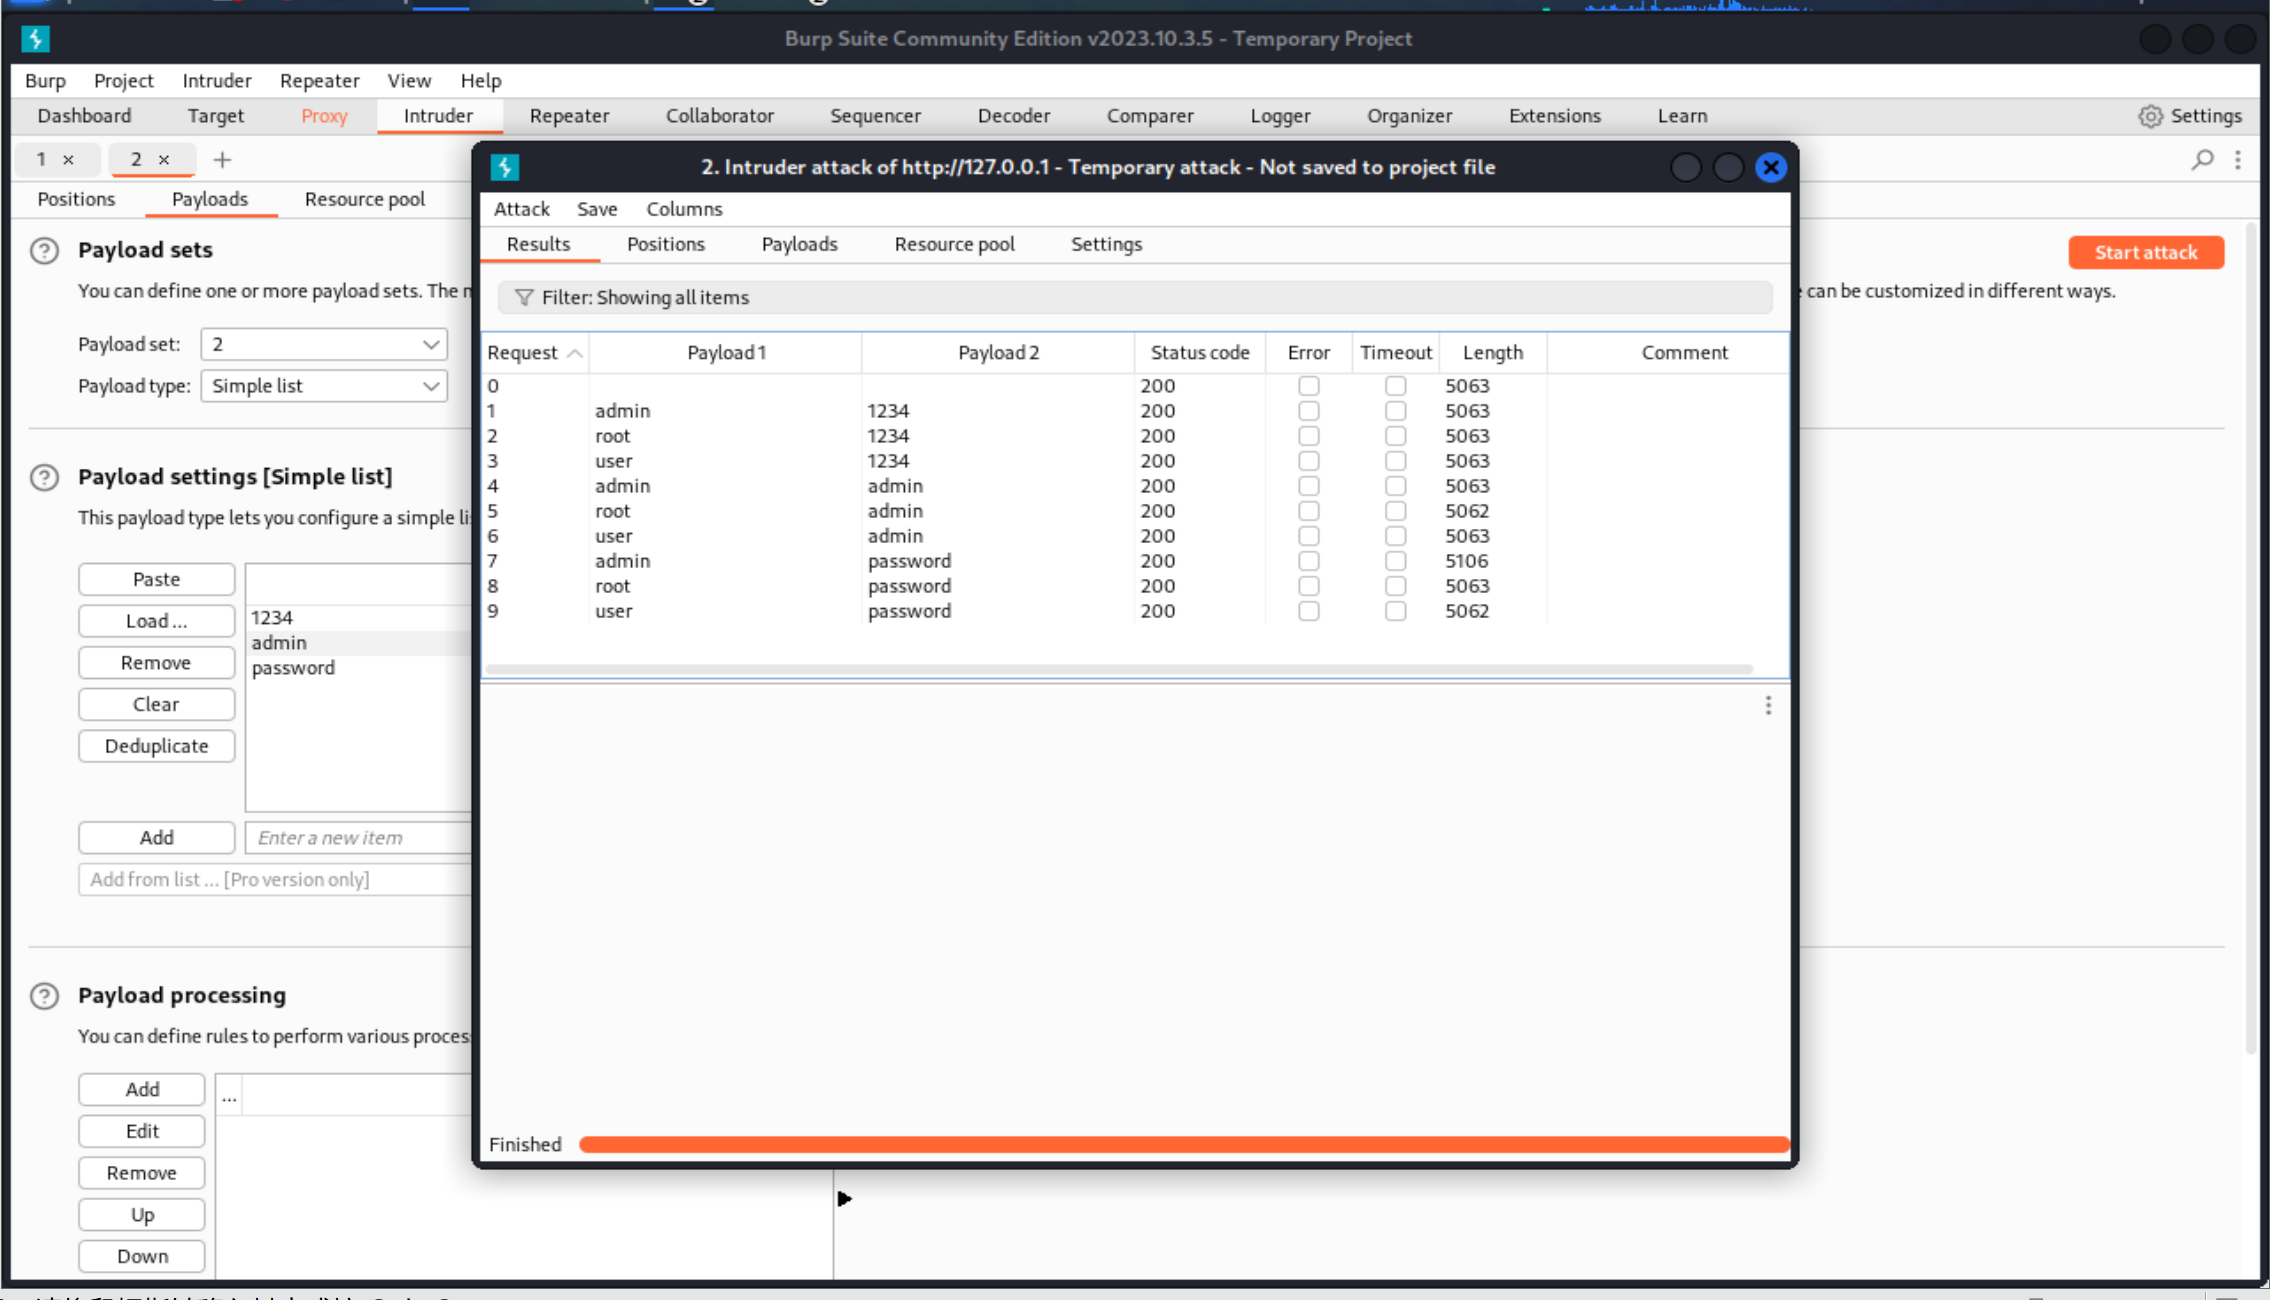 Burp Suite Community Edition v2023.10.3.5 - Temporary Project
Burp Project Intruder Repeater View Help
Dashboard Target Proxy Intruder Repeater Collaborator Sequencer Decoder Comparer Logger Organizer Extensions Learn Settings
1 × 2 × +
Positions Payloads Resource pool
Payload sets
Start attack
You can define one or more payload sets. The
can be customized in different ways.
Payload set: 2
Payload type: Simple list
Payload settings [Simple list]
This payload type lets you configure a simple
Paste
Load ...
Remove
Clear
Deduplicate
1234
admin
password
Add Enter a new item
Add from list ... [Pro version only]
Payload processing
You can define rules to perform various
Add
Edit
Remove
Up
Down
...
2. Intruder attack of http://127.0.0.1 - Temporary attack - Not saved to project file
Attack Save Columns
Results Positions Payloads Resource pool Settings
Filter: Showing all items
Request Payload 1 Payload 2 Status code Error Timeout Length Comment
0 200 5063
1 admin 1234 200 5063
2 root 1234 200 5063
3 user 1234 200 5063
4 admin admin 200 5063
5 root admin 200 5062
6 user admin 200 5063
7 admin password 200 5106
8 root password 200 5063
9 user password 200 5062
Finished